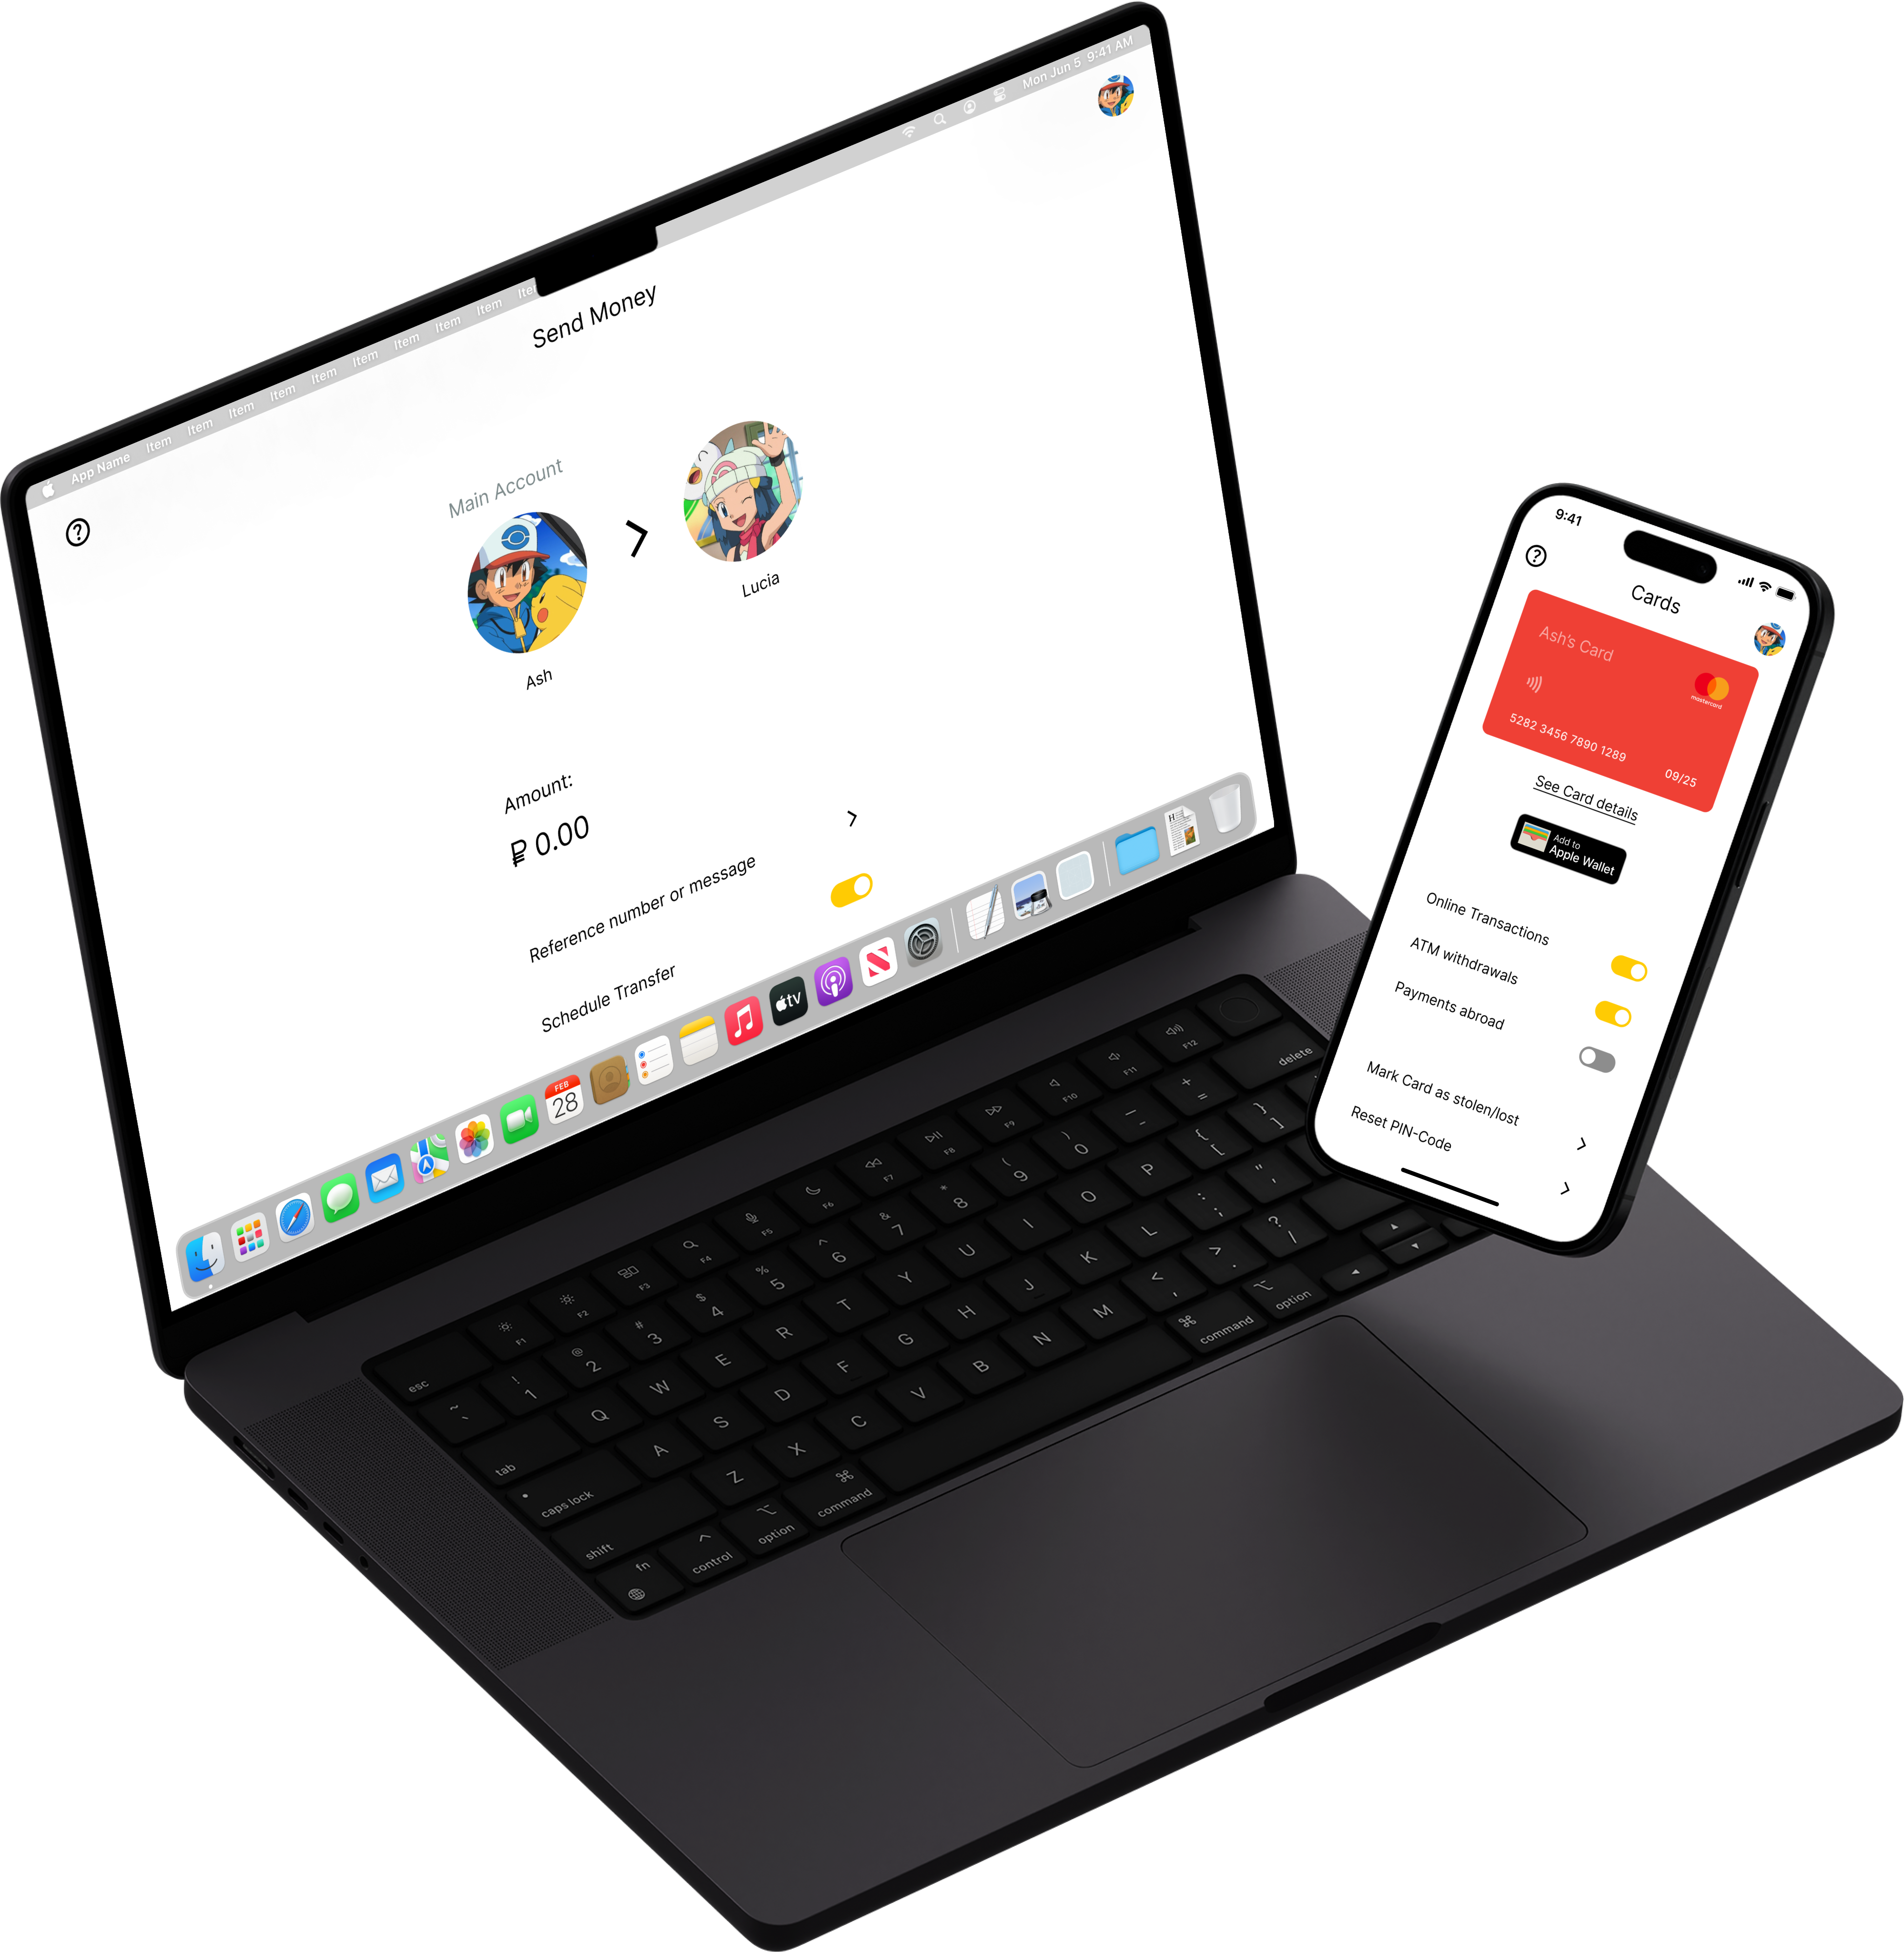 App Name Item Item Item Item Item Item Item Item Item
Mon Jun 5 9:41 AM
Send Money
Main Account
Ash
Lucia
Amount:
0.00
Reference number or message
Schedule Transfer
FEB
28
tv
9:41
Cards
Ash's Card
mastercard
5282 3456 7890 1289
09/25
See Card details
Add to
Apple Wallet
Online Transactions
ATM withdrawals
Payments abroad
Mark Card as stolen/lost
Reset PIN-Code
esc F1 F2 F3 F4 F5 F6 F7 F8 F9 F10 F11 F12
~ ` ! 1 @ 2 # 3 $ 4 % 5 ^ 6 & 7 * 8 ( 9 ) 0 — - + = delete
tab Q W E R T Y U I O P { [ } ]
caps lock A S D F G H J K L : ; " '
shift Z X C V B N M < , > . ? /
fn control option command command option